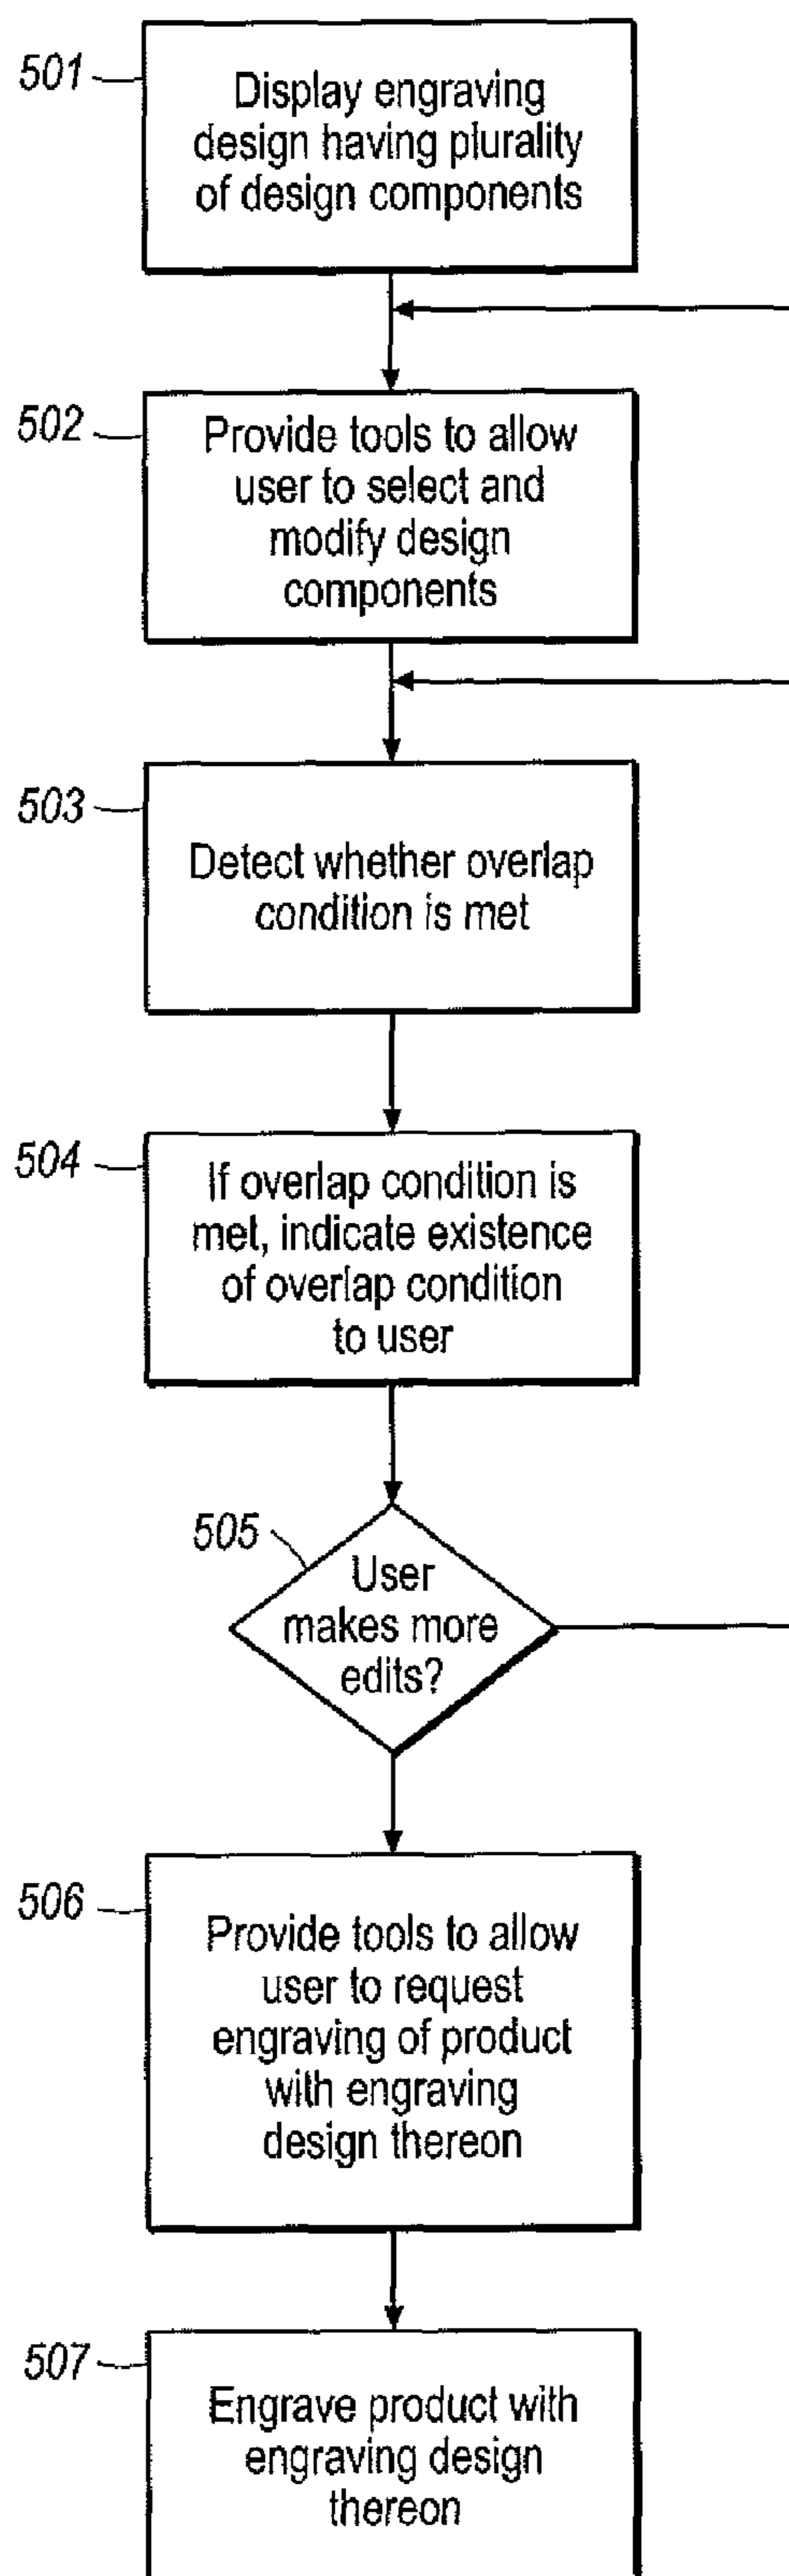 501
Display engraving
design having plurality
of design components
502
Provide tools to allow
user to select and
modify design
components
503
Detect whether overlap
condition is met
504
If overlap condition is
met, indicate existence
of overlap condition
to user
505
User
makes more
edits?
506
Provide tools to allow
user to request
engraving of product
with engraving
design thereon
507
Engrave product with
engraving design
thereon